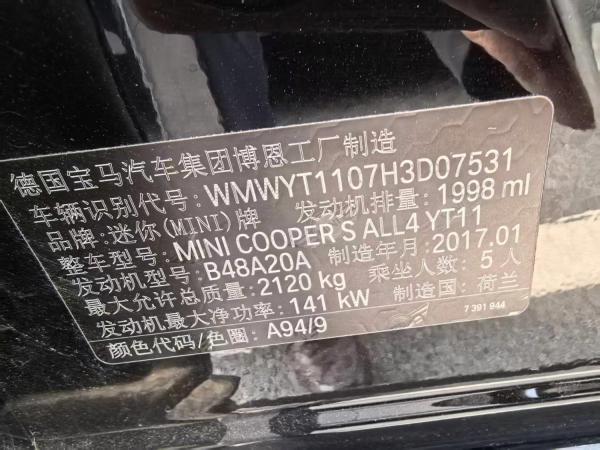 德国宝马汽车集团博恩工厂制造
车辆识别代号: WMWYT1107H3D07531
品牌: 迷你(MINI)牌 发动机排量: 1998 ml
整车型号: MINI COOPER S ALL4 YT11
发动机型号: B48A20A 制造年月: 2017.01
最大允许总质量: 2120 kg 乘坐人数: 5 人
发动机最大净功率: 141 kW 制造国: 荷兰
颜色代码/色圈: A94/9 7 391 944